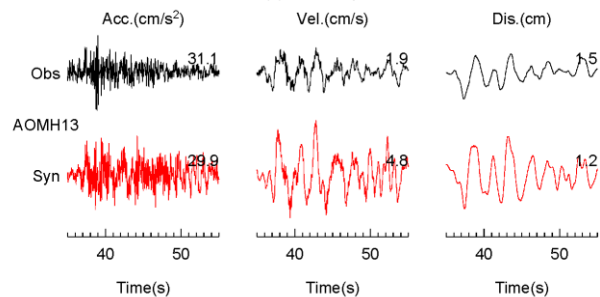 Acc.(cm/s²) Vel.(cm/s) Dis.(cm)
Obs 31.1 1.9 1.5
AOMH13
Syn 29.9 4.8 1.2
40 50 40 50 40 50
Time(s) Time(s) Time(s)